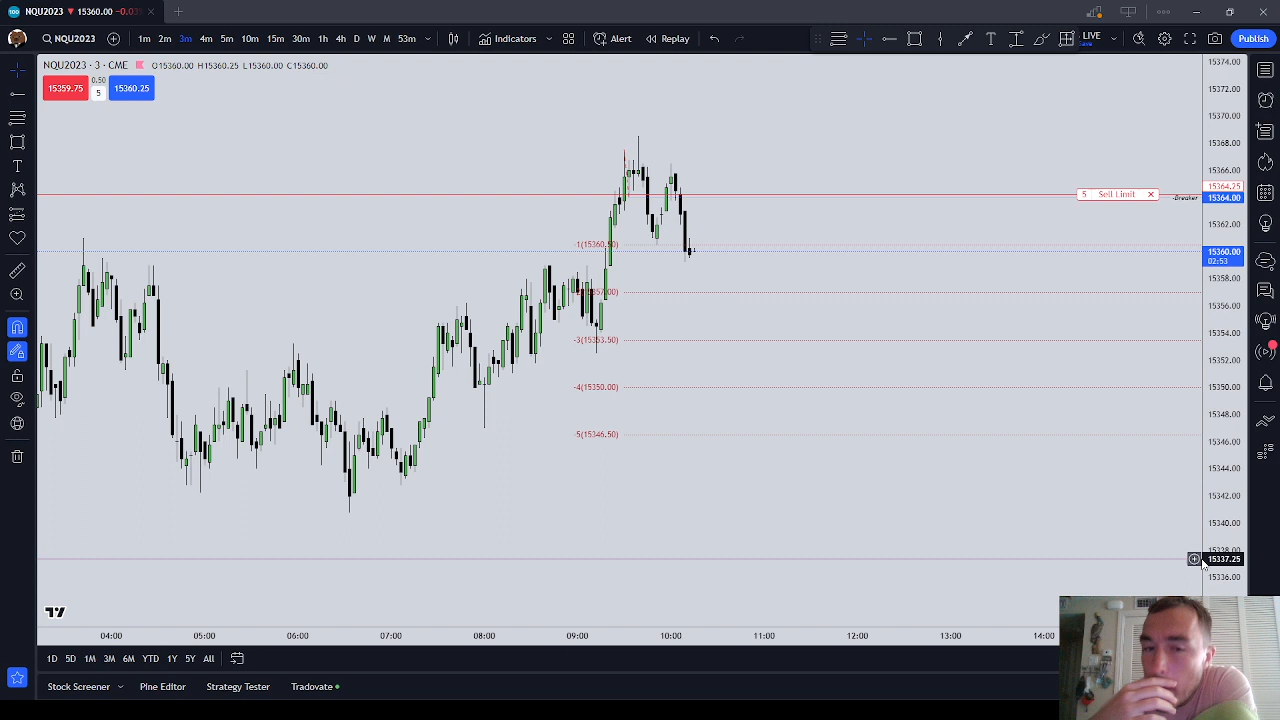 NQU2023 ▼ 15360.00 -0.03
NQU2023 1m 2m 3m 4m 5m 10m 15m 30m 1h 4h D W M 53m Indicators Alert Replay LIVE Save Publish
NQU2023 · 3 · CME O15360.00 H15360.25 L15360.00 C15360.00
15359.75 0.50 5 15360.25
15374.00
15372.00
15370.00
15368.00
15366.00
15364.25
5 Sell Limit ×
-Breaker 15364.00
15362.00
-1(15360.50)
15360.00
02:53
15358.00
15356.00
15354.00
-3(15353.50)
15352.00
15350.00
-4(15350.00)
15348.00
15346.00
-5(15346.50)
15344.00
15342.00
15340.00
15338.00
15337.25
15336.00
04:00 05:00 06:00 07:00 08:00 09:00 10:00 11:00 12:00 13:00 14:00
1D 5D 1M 3M 6M YTD 1Y 5Y All
Stock Screener Pine Editor Strategy Tester Tradovate